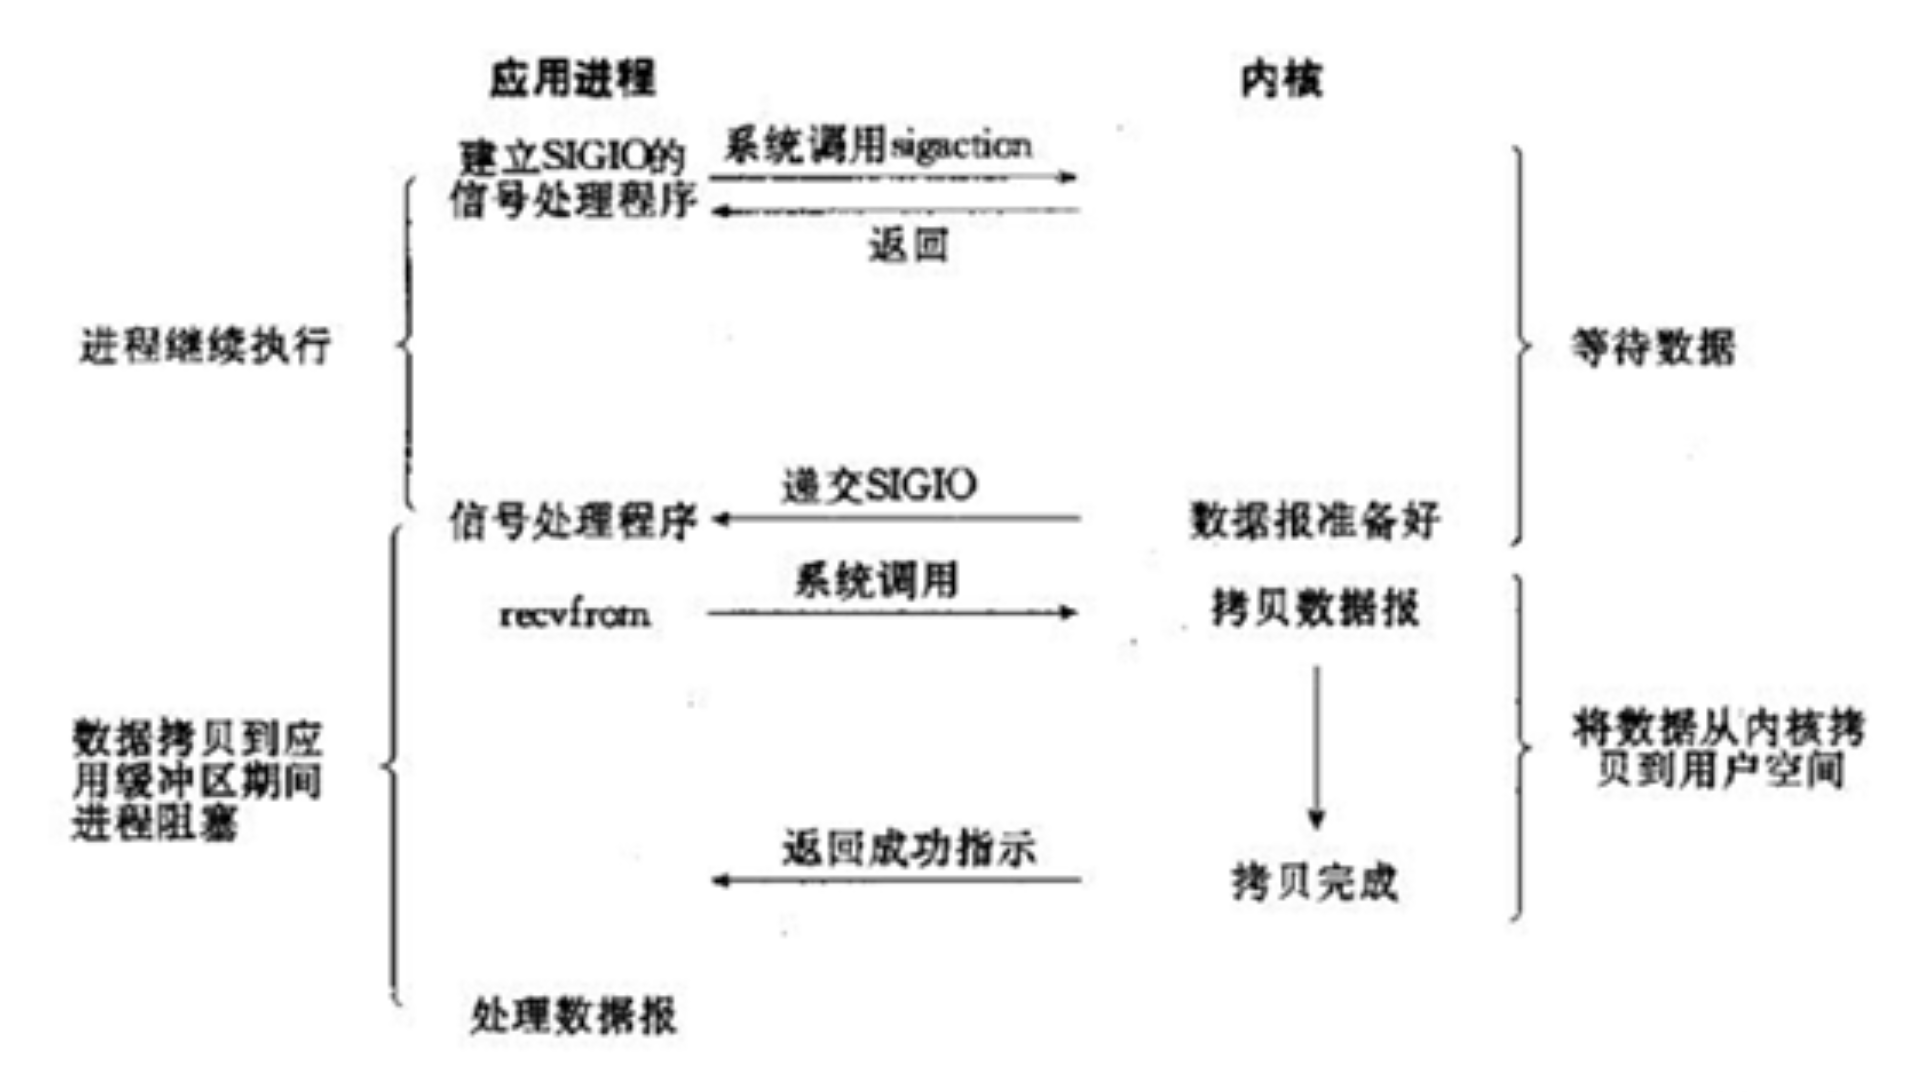 应用进程
内核
建立SIGIO的
信号处理程序
系统调用sigaction
返回
进程继续执行
等待数据
递交SIGIO
信号处理程序
数据报准备好
系统调用
recvfrom
拷贝数据报
数据拷贝到应
用缓冲区期间
进程阻塞
将数据从内核拷
贝到用户空间
返回成功指示
拷贝完成
处理数据报